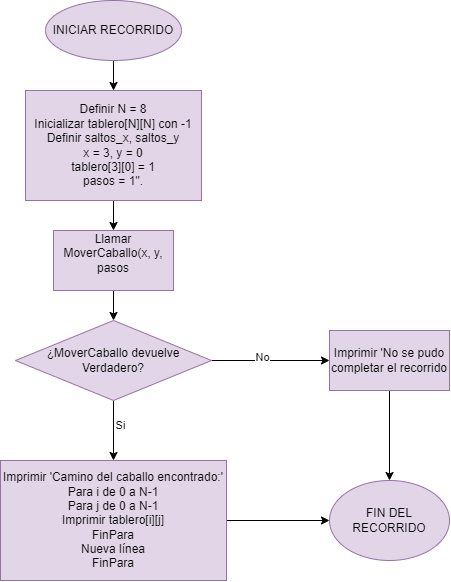 INICIAR RECORRIDO
Definir N = 8
Inicializar tablero[N][N] con -1
Definir saltos_x, saltos_y
x = 3, y = 0
tablero[3][0] = 1
pasos = 1".
Llamar
MoverCaballo(x, y,
pasos
¿MoverCaballo devuelve
Verdadero?
No
Imprimir 'No se pudo
completar el recorrido
Si
Imprimir 'Camino del caballo encontrado:'
Para i de 0 a N-1
Para j de 0 a N-1
Imprimir tablero[i][j]
FinPara
Nueva línea
FinPara
FIN DEL
RECORRIDO